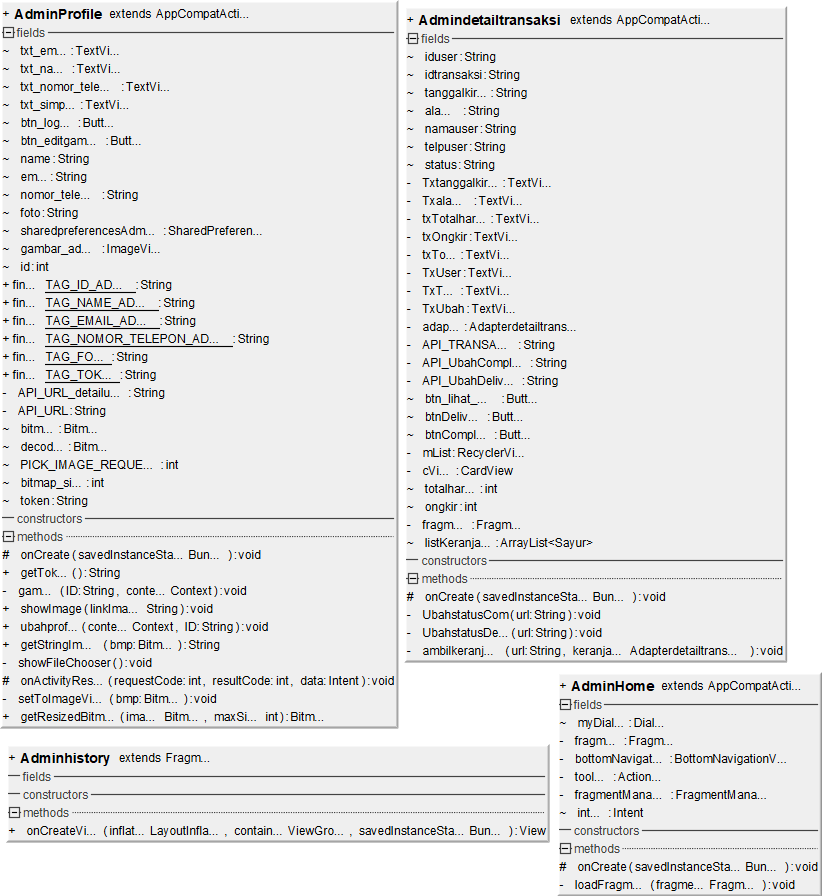 + AdminProfile extends AppCompatActi...
fields
~ txt_em... : TextVi...
~ txt_na... : TextVi...
~ txt_nomor_tele... : TextVi...
~ txt_simp... : TextVi...
~ btn_log... : Butt...
~ btn_editgam... : Butt...
~ name : String
~ em... : String
~ nomor_tele... : String
~ foto : String
~ sharedpreferencesAdm... : SharedPreferen...
~ gambar_ad... : ImageVi...
~ id : int
+ fin... TAG_ID_AD... : String
+ fin... TAG_NAME_AD... : String
+ fin... TAG_EMAIL_AD... : String
+ fin... TAG_NOMOR_TELEPON_AD... : String
+ fin... TAG_FO... : String
+ fin... TAG_TOK... : String
- API_URL_detailu... : String
- API_URL : String
~ bitm... : Bitm...
~ decod... : Bitm...
~ PICK_IMAGE_REQUE... : int
~ bitmap_si... : int
~ token : String
constructors
methods
# onCreate ( savedInstanceSta... Bun... ) : void
+ getTok... () : String
- gam... ( ID : String , conte... Context ) : void
+ showImage ( linkIma... String ) : void
+ ubahprof... ( conte... Context , ID : String ) : void
+ getStringIm... ( bmp : Bitm... ) : String
- showFileChooser () : void
# onActivityRes... ( requestCode : int , resultCode : int , data : Intent ) : void
- setToImageVi... ( bmp : Bitm... ) : void
+ getResizedBitm... ( ima... Bitm... , maxSi... int ) : Bitm...
+ Admindetailtransaksi extends AppCompatActi...
fields
~ iduser : String
~ idtransaksi : String
~ tanggalkir... : String
~ ala... : String
~ namauser : String
~ telpuser : String
~ status : String
- Txtanggalkir... : TextVi...
- Txala... : TextVi...
- txTotalhar... : TextVi...
- txOngkir : TextVi...
- txTo... : TextVi...
- TxUser : TextVi...
- TxT... : TextVi...
- TxUbah : TextVi...
- adap... : Adapterdetailtrans...
- API_TRANSA... : String
- API_UbahCompl... : String
- API_UbahDeliv... : String
~ btn_lihat_... : Butt...
~ btnDeliv... : Butt...
~ btnCompl... : Butt...
- mList : RecyclerVi...
- cVi... : CardView
~ totalhar... : int
~ ongkir : int
- fragm... : Fragm...
~ listKeranja... : ArrayList<Sayur>
constructors
methods
# onCreate ( savedInstanceSta... Bun... ) : void
- UbahstatusCom ( url : String ) : void
- UbahstatusDe... ( url : String ) : void
- ambilkeranj... ( url : String , keranja... Adapterdetailtrans... ) : void
+ Adminhistory extends Fragm...
fields
constructors
methods
+ onCreateVi... ( inflat... LayoutInfla... , contain... ViewGro... , savedInstanceSta... Bun... ) : View
+ AdminHome extends AppCompatActi...
fields
~ myDial... : Dial...
- fragm... : Fragm...
- bottomNavigat... : BottomNavigationV...
- tool... : Action...
- fragmentMana... : FragmentMana...
~ int... : Intent
constructors
methods
# onCreate ( savedInstanceSta... Bun... ) : void
- loadFragm... ( fragme... Fragm... ) : void